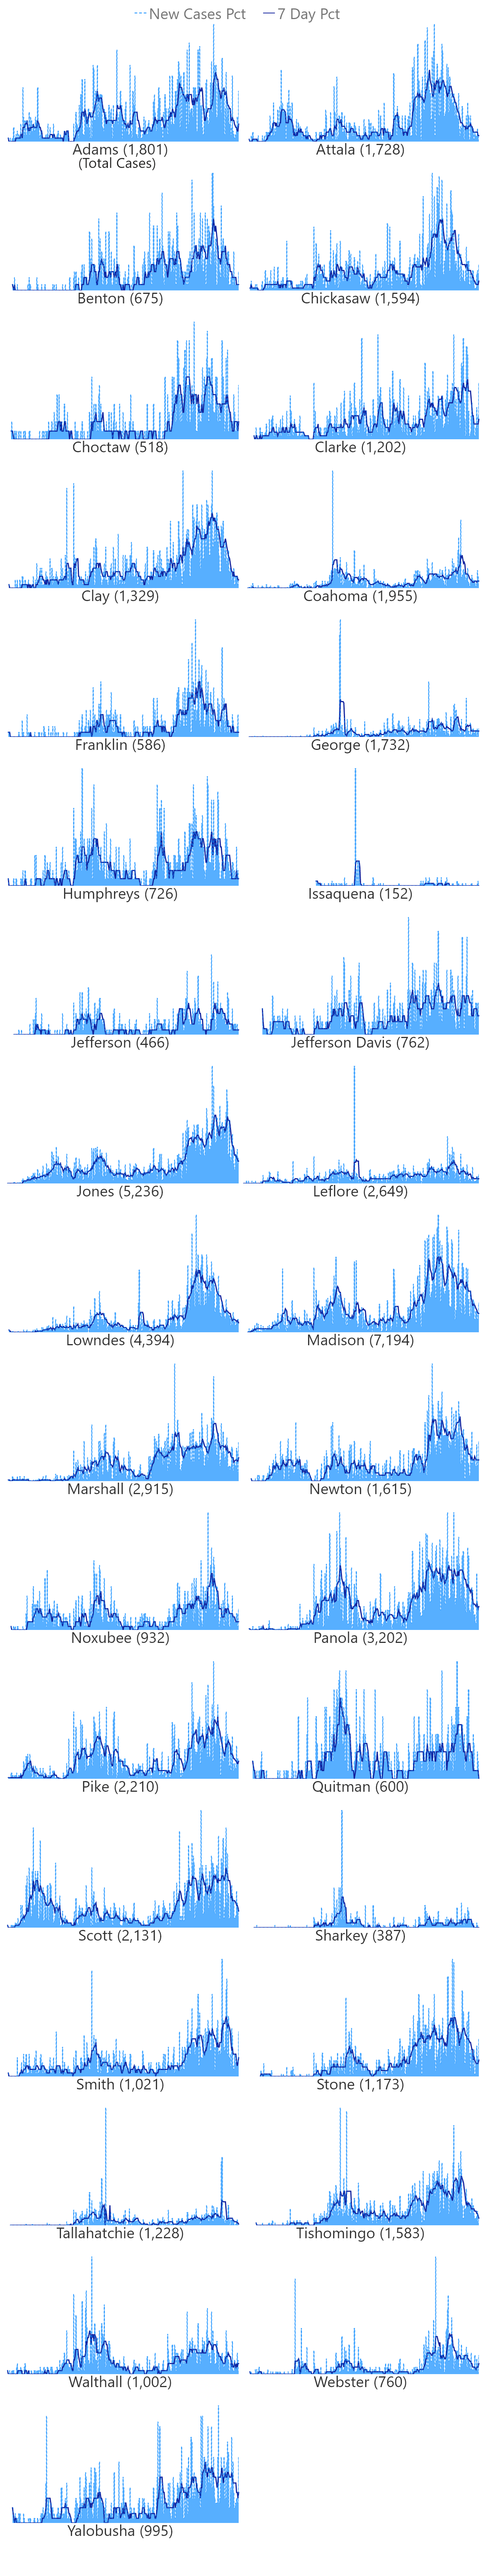 New Cases Pct 7 Day Pct
Adams (1,801)
(Total Cases)
Attala (1,728)
Benton (675)
Chickasaw (1,594)
Choctaw (518)
Clarke (1,202)
Clay (1,329)
Coahoma (1,955)
Franklin (586)
George (1,732)
Humphreys (726)
Issaquena (152)
Jefferson (466)
Jefferson Davis (762)
Jones (5,236)
Leflore (2,649)
Lowndes (4,394)
Madison (7,194)
Marshall (2,915)
Newton (1,615)
Noxubee (932)
Panola (3,202)
Pike (2,210)
Quitman (600)
Scott (2,131)
Sharkey (387)
Smith (1,021)
Stone (1,173)
Tallahatchie (1,228)
Tishomingo (1,583)
Walthall (1,002)
Webster (760)
Yalobusha (995)